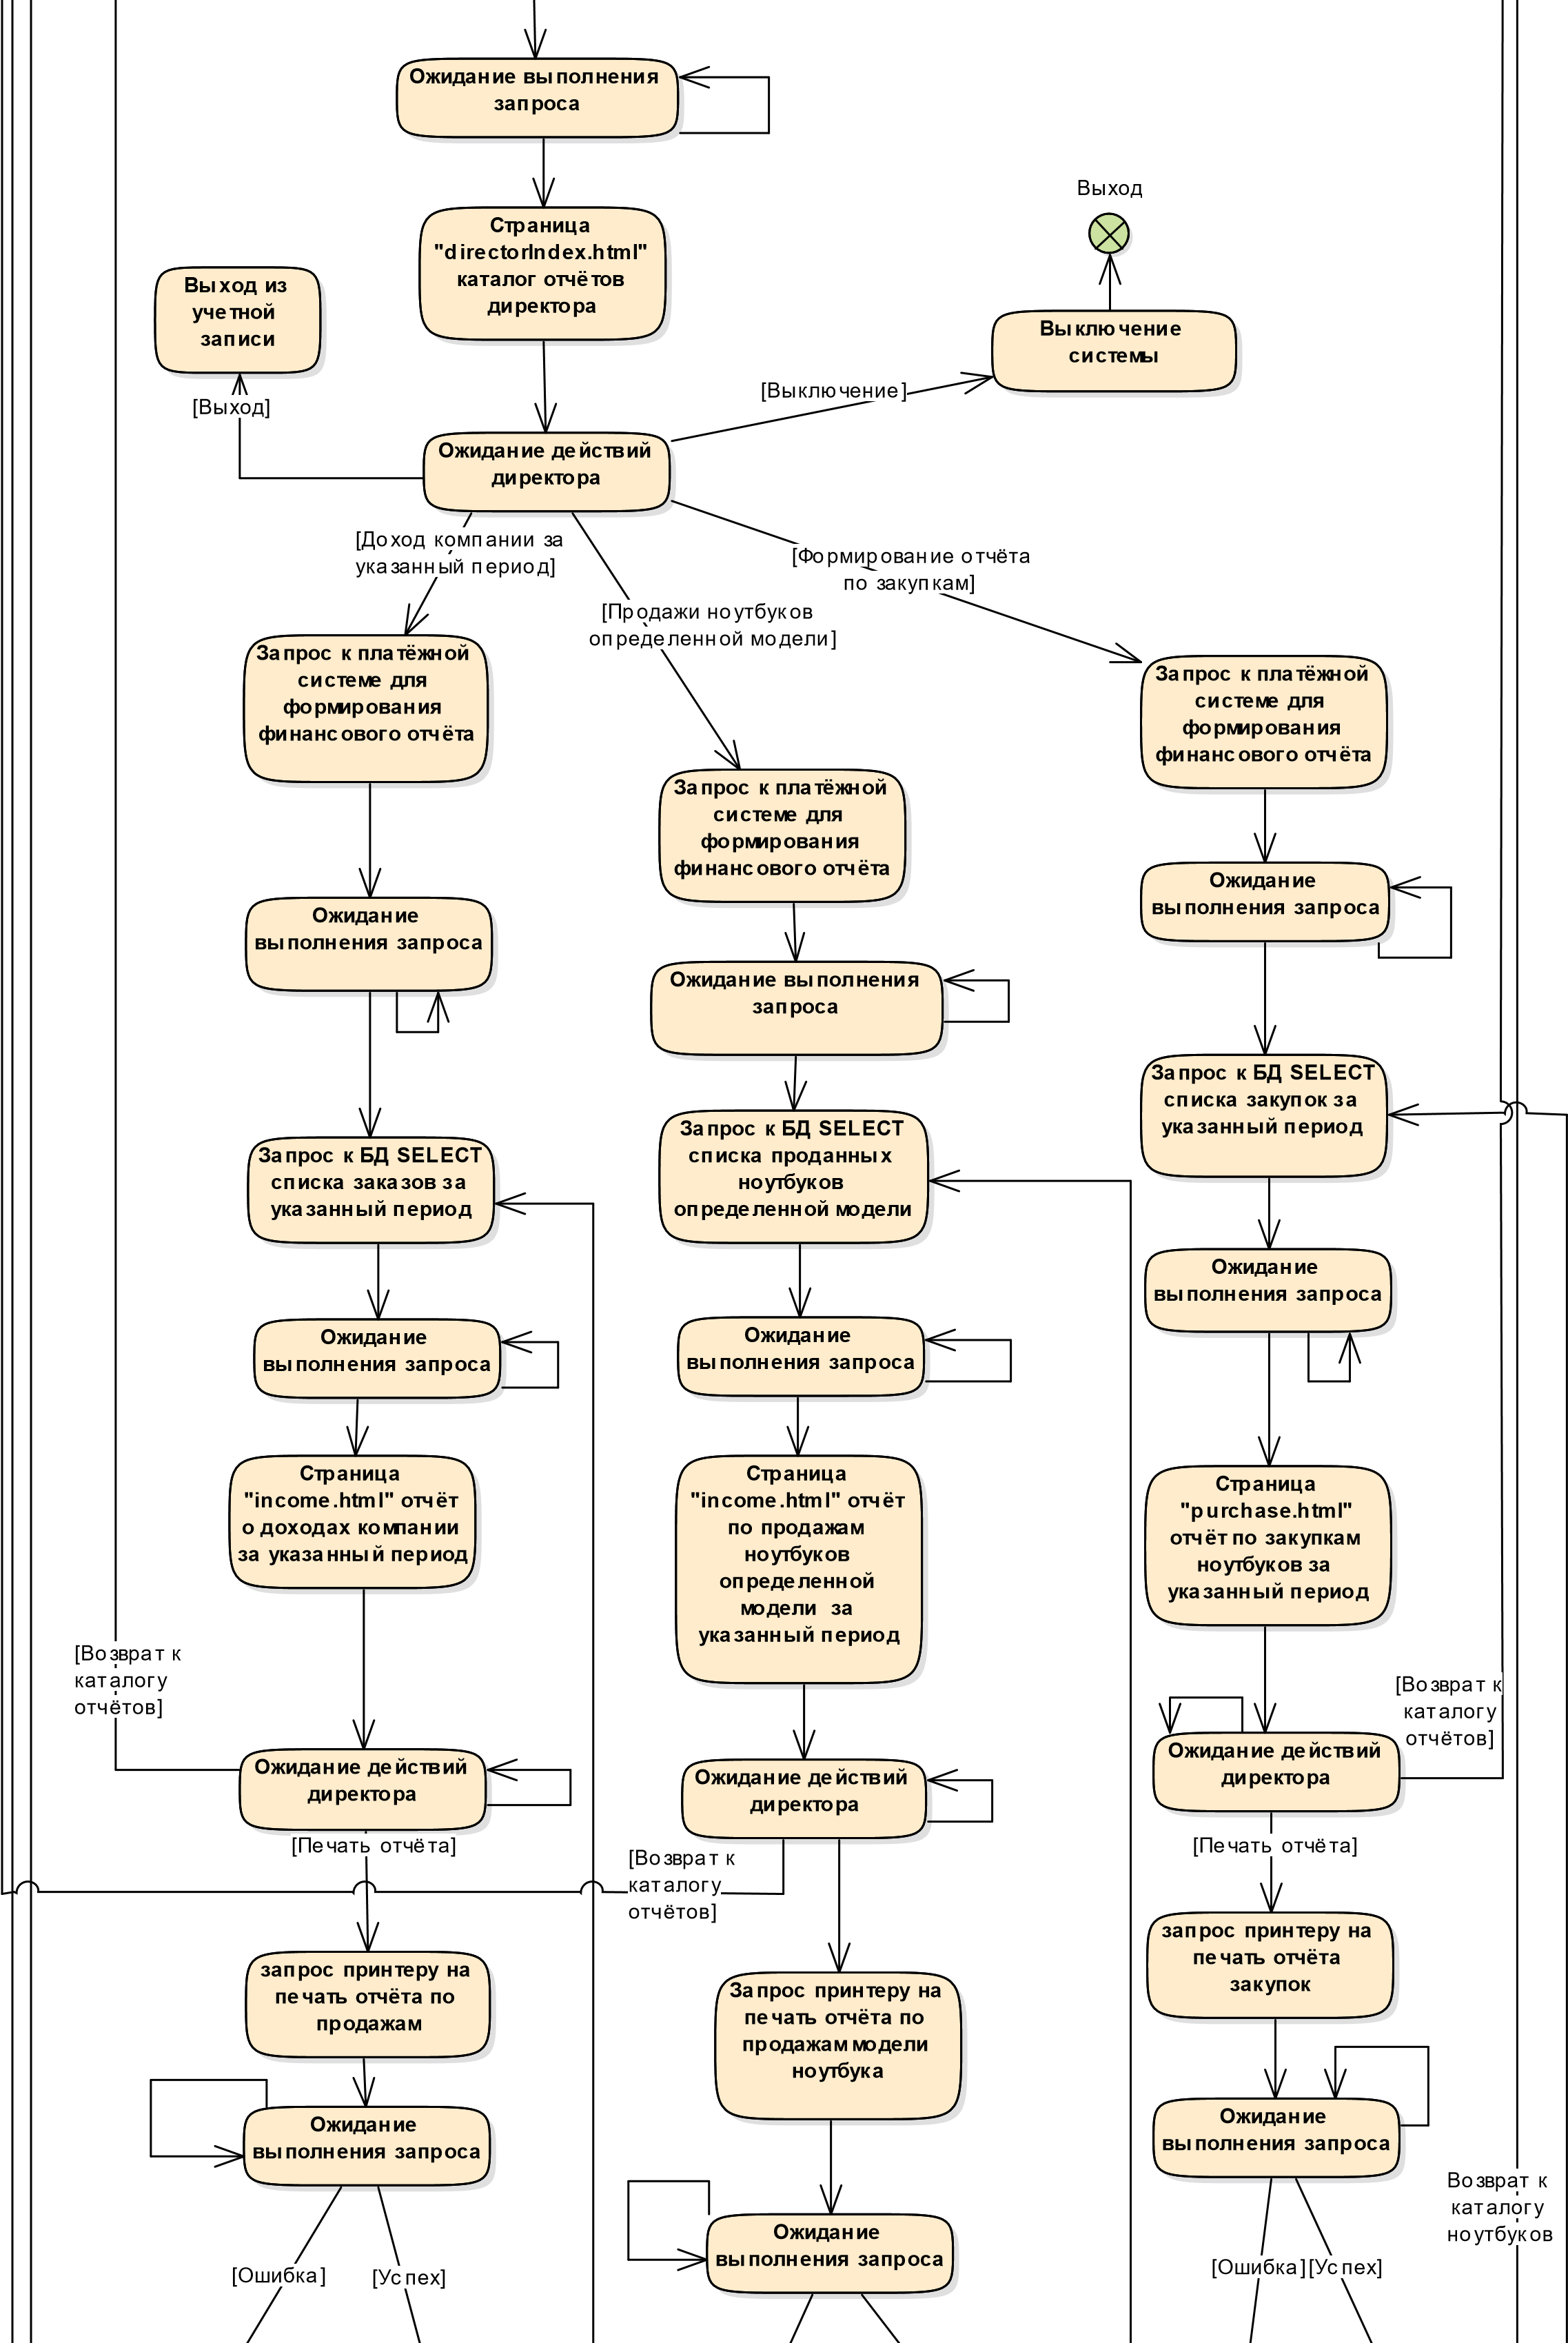 Ожидание выполнения
запроса
Выход
Страница
"directorIndex.html"
каталог отчётов
директора
Выход из
учетной
записи
Выключение
системы
[Выключение]
[Выход]
Ожидание действий
директора
[Доход компании за
указанный период]
[Формирование отчёта
по закупкам]
[Продажи ноутбуков
определенной модели]
Запрос к платёжной
системе для
формирования
финансового отчёта
Запрос к платёжной
системе для
формирования
финансового отчёта
Запрос к платёжной
системе для
формирования
финансового отчёта
Ожидание
выполнения запроса
Ожидание
выполнения запроса
Ожидание выполнения
запроса
Запрос к БД SELECT
списка закупок за
указанный период
Запрос к БД SELECT
списка проданных
ноутбуков
определенной модели
Запрос к БД SELECT
списка заказов за
указанный период
Ожидание
выполнения запроса
Ожидание
выполнения запроса
Ожидание
выполнения запроса
Страница
"income.html" отчёт
о доходах компании
за указанный период
Страница
"income.html" отчёт
по продажам
ноутбуков
определенной
модели за
указанный период
Страница
"purchase.html"
отчёт по закупкам
ноутбуков за
указанный период
[Возврат к
каталогу
отчётов]
[Возврат к
каталогу
отчётов]
Ожидание действий
директора
Ожидание действий
директора
Ожидание действий
директора
[Печать отчёта]
[Печать отчёта]
[Возврат к
каталогу
отчётов]
запрос принтеру на
печать отчёта по
продажам
Запрос принтеру на
печать отчёта по
продажам модели
ноутбука
запрос принтеру на
печать отчёта
закупок
Ожидание
выполнения запроса
Ожидание
выполнения запроса
Возврат к
каталогу
ноутбуков
Ожидание
выполнения запроса
[Ошибка]
[Успех]
[Ошибка]
[Успех]